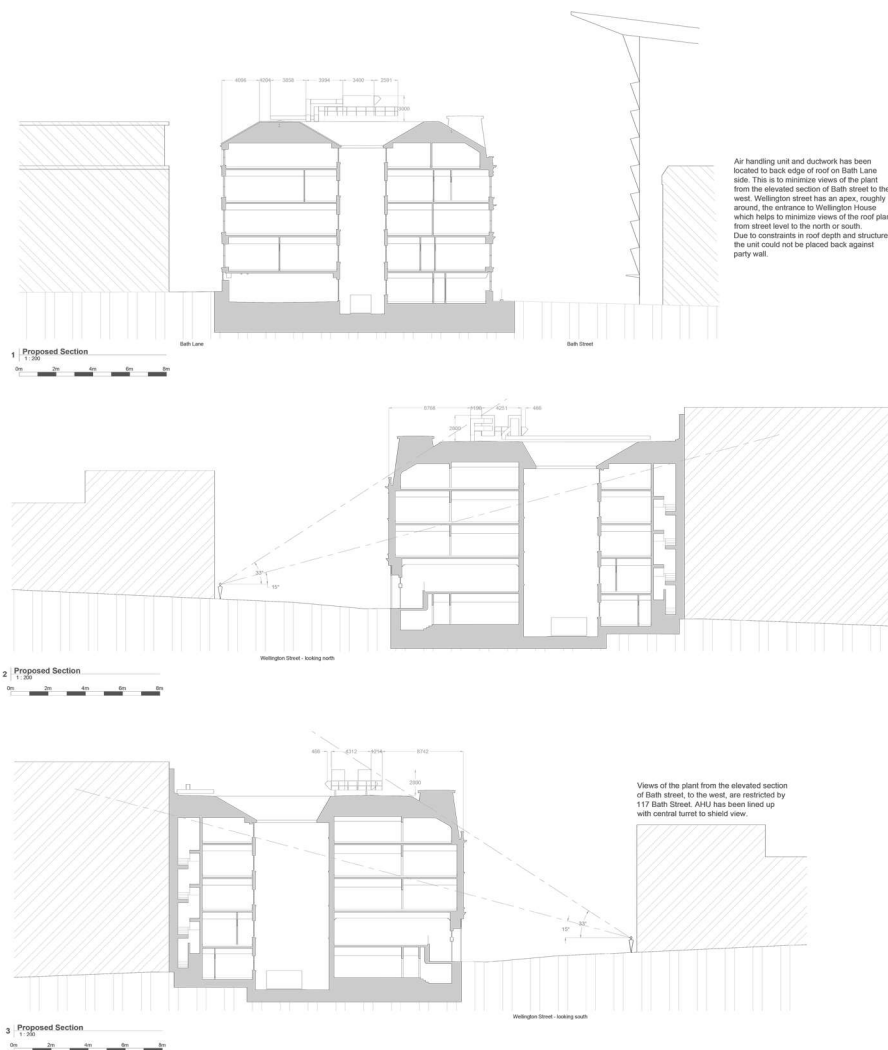 Air handling unit and ductwork has been
located to back edge of roof on Bath Lane
side. This is to minimize views of the plant
from the elevated section of Bath street to the
west. Wellington street has an apex, roughly
around, the entrance to Wellington House
which helps to minimize views of the roof plan
from street level to the north or south.
Due to constraints in roof depth and structure
the unit could not be placed back against
party wall.
Bath Lane
Bath Street
1 Proposed Section
1 : 200
0m 2m 4m 6m 8m
15°
Wellington Street - looking north
2 Proposed Section
1 : 200
0m 2m 4m 6m 8m
Views of the plant from the elevated section
of Bath street, to the west, are restricted by
117 Bath Street. AHU has been lined up
with central turret to shield view.
15°
Wellington Street - looking south
3 Proposed Section
1 : 200
0m 2m 4m 6m 8m